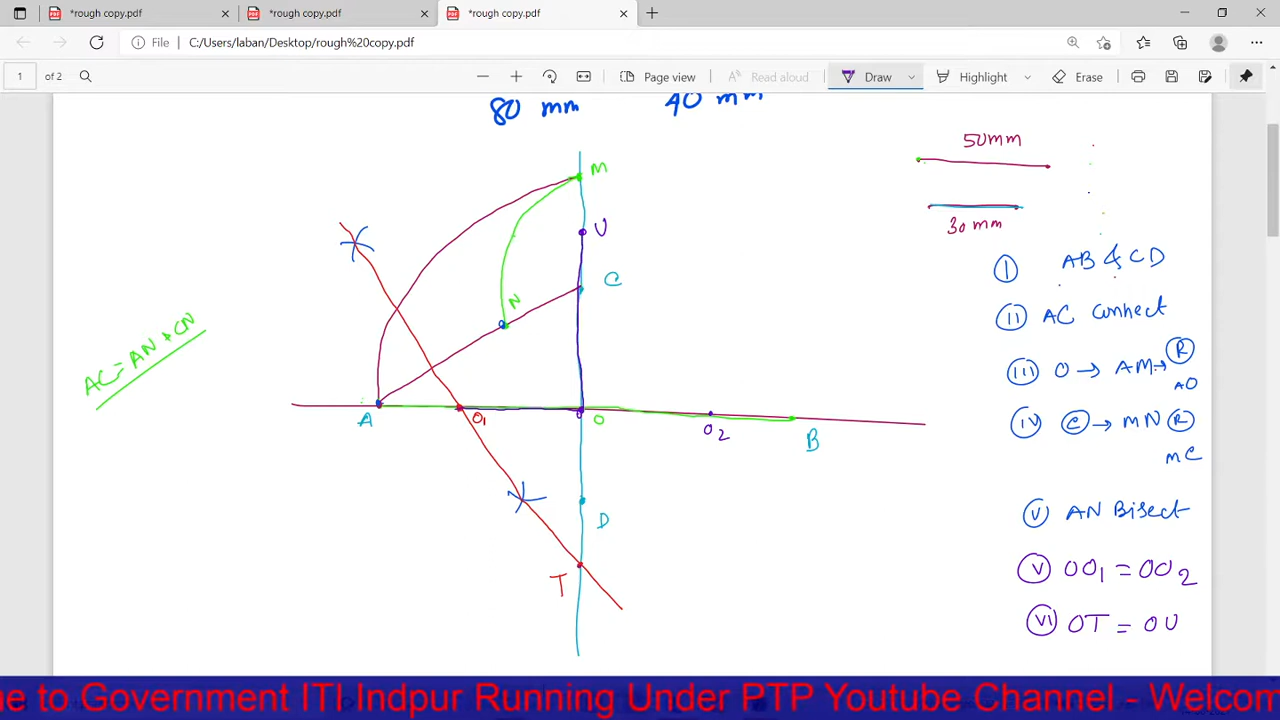 *rough copy.pdf
*rough copy.pdf
*rough copy.pdf
File C:/Users/laban/Desktop/rough%20copy.pdf
1 of 2
Page view
Read aloud
Draw
Highlight
Erase
80 mm 40 mm
50mm
30 mm
M
U
C
N
AC = AN + CN
A
O1
O
O2
B
D
T
I AB & CD
II AC Connect
III O → AM → R
AO
IV C → MN R
MC
V AN Bisect
V OO1 = OO2
VI OT = OU
ne to Government ITI Indpur Running Under PTP Youtube Channel - Welcom